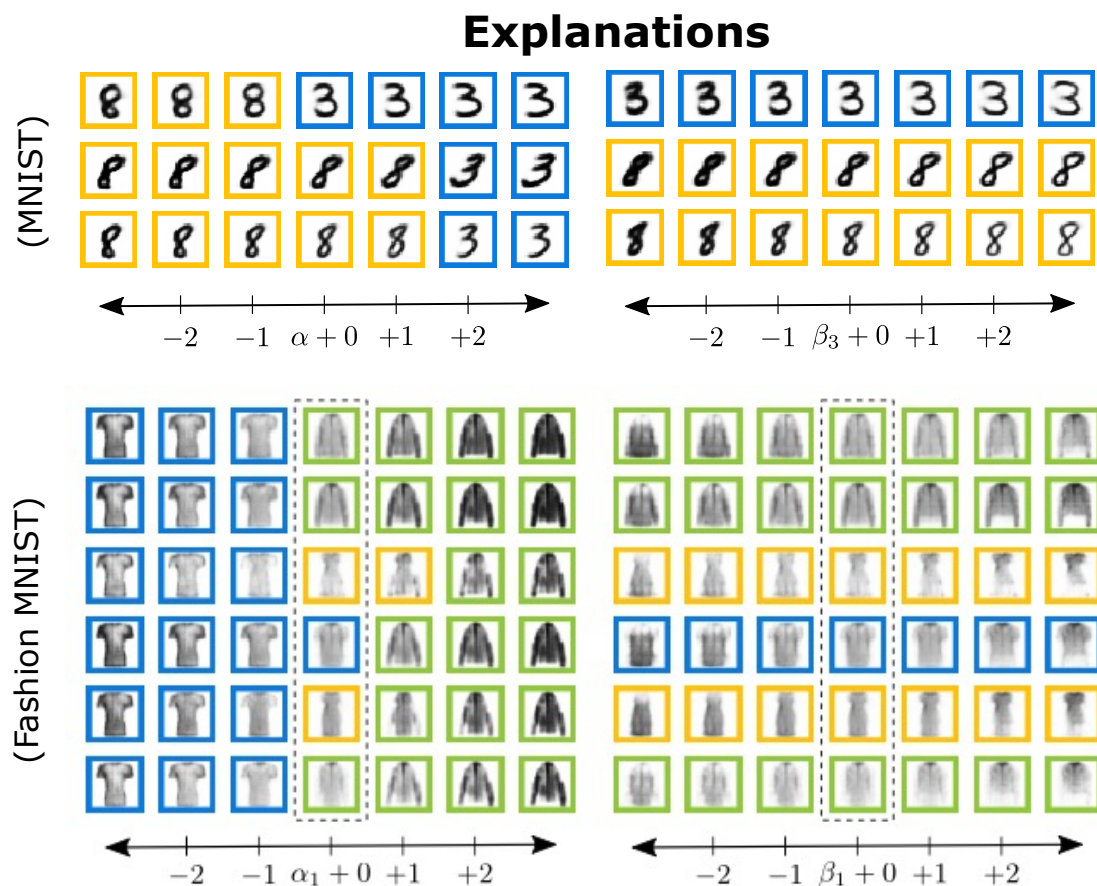 Explanations
(MNIST)
−2 −1 α + 0 +1 +2
−2 −1 β₃ + 0 +1 +2
(Fashion MNIST)
−2 −1 α₁ + 0 +1 +2
−2 −1 β₁ + 0 +1 +2